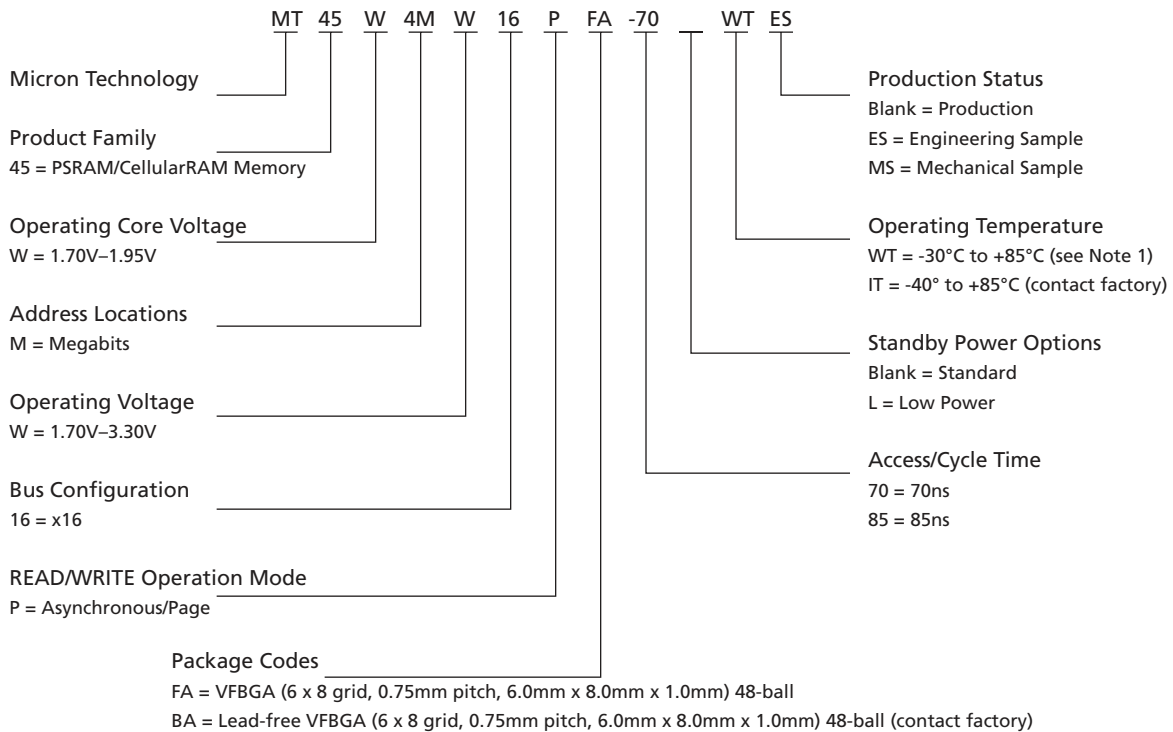 MT 45 W 4M W 16 P FA -70 _ WT ES
Micron Technology
Product Family
45 = PSRAM/CellularRAM Memory
Operating Core Voltage
W = 1.70V–1.95V
Address Locations
M = Megabits
Operating Voltage
W = 1.70V–3.30V
Bus Configuration
16 = x16
READ/WRITE Operation Mode
P = Asynchronous/Page
Package Codes
FA = VFBGA (6 x 8 grid, 0.75mm pitch, 6.0mm x 8.0mm x 1.0mm) 48-ball
BA = Lead-free VFBGA (6 x 8 grid, 0.75mm pitch, 6.0mm x 8.0mm x 1.0mm) 48-ball (contact factory)
Production Status
Blank = Production
ES = Engineering Sample
MS = Mechanical Sample
Operating Temperature
WT = -30°C to +85°C (see Note 1)
IT = -40° to +85°C (contact factory)
Standby Power Options
Blank = Standard
L = Low Power
Access/Cycle Time
70 = 70ns
85 = 85ns